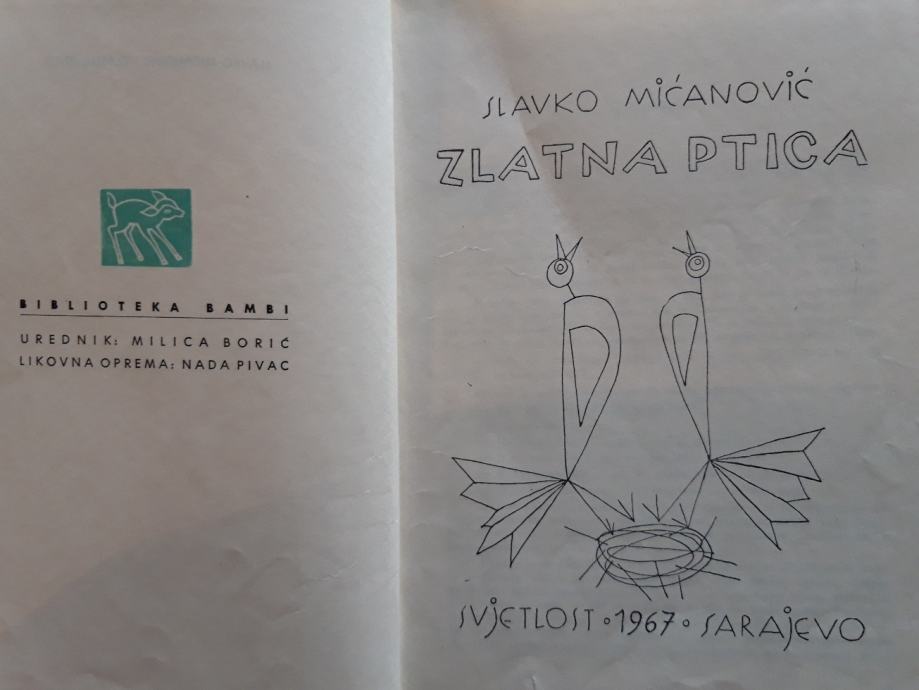 BIBLIOTEKA BAMBI
UREDNIK: MILICA BORIĆ
LIKOVNA OPREMA: NADA PIVAC
SLAVKO MIĆANOVIĆ
ZLATNA PTICA
SVJETLOST • 1967 • SARAJEVO